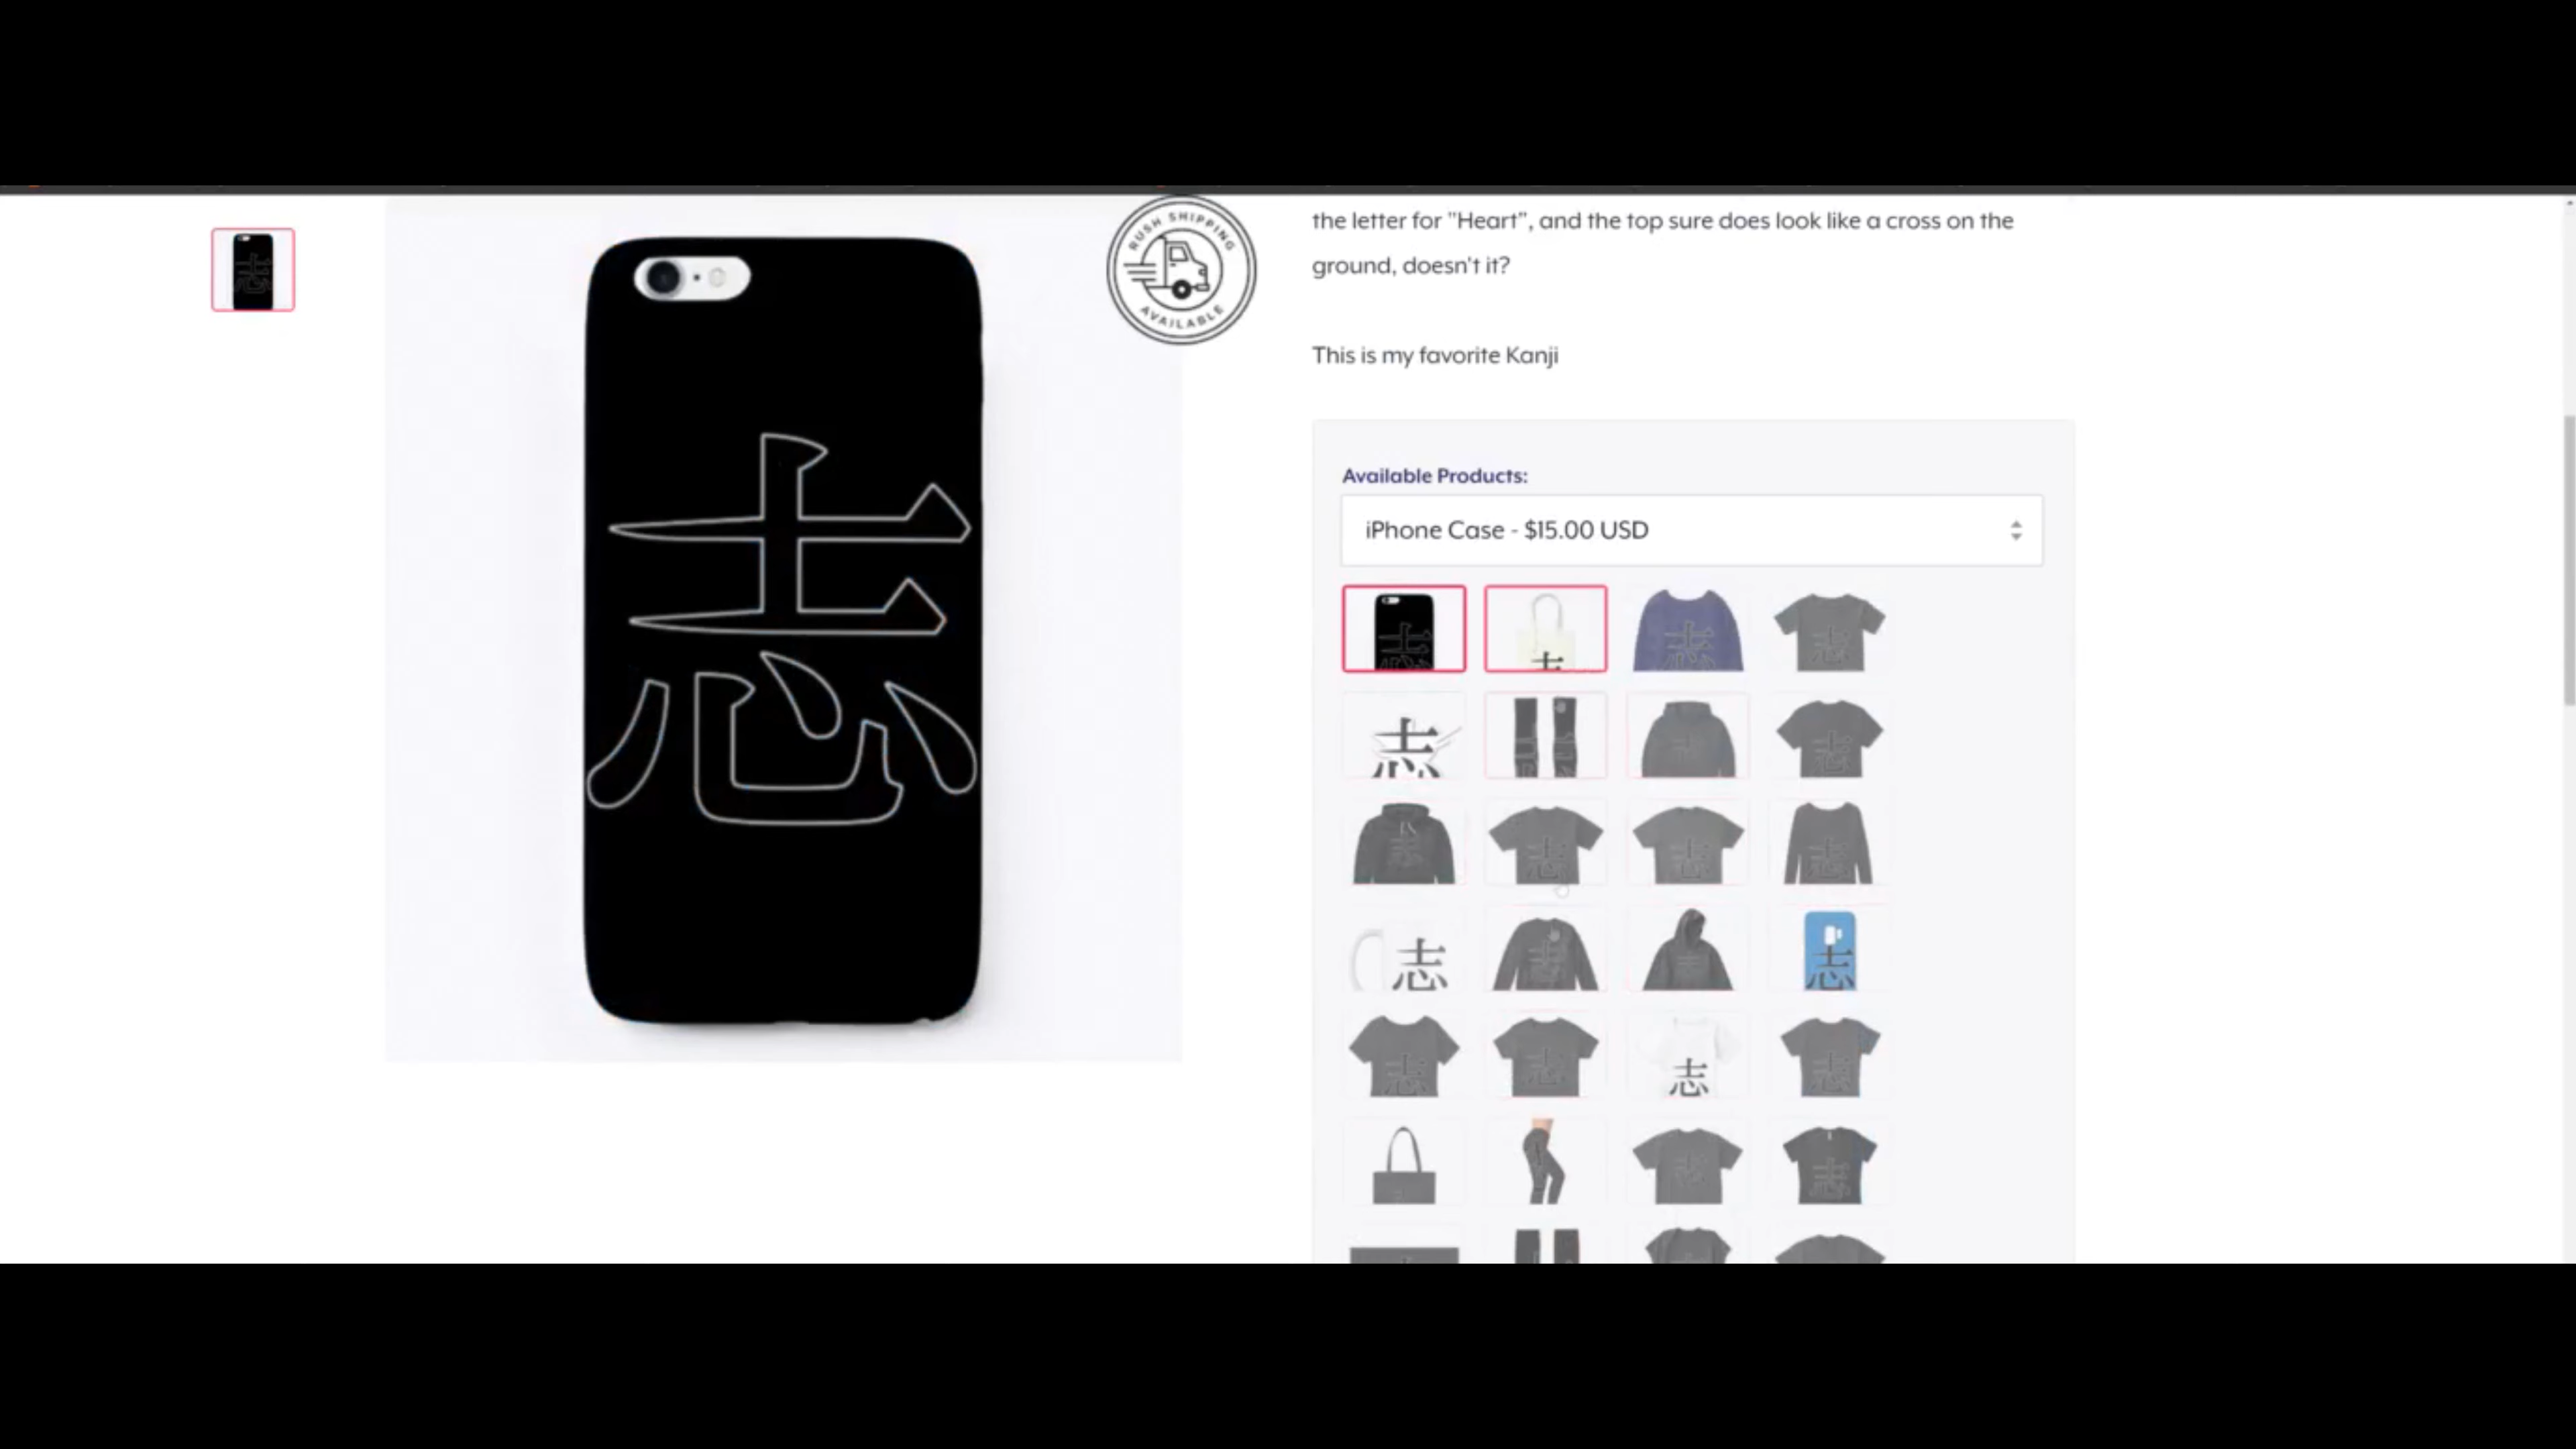 RUSH SHIPPING
AVAILABLE
the letter for "Heart", and the top sure does look like a cross on the
ground, doesn't it?
This is my favorite Kanji
志
Available Products:
iPhone Case - $15.00 USD